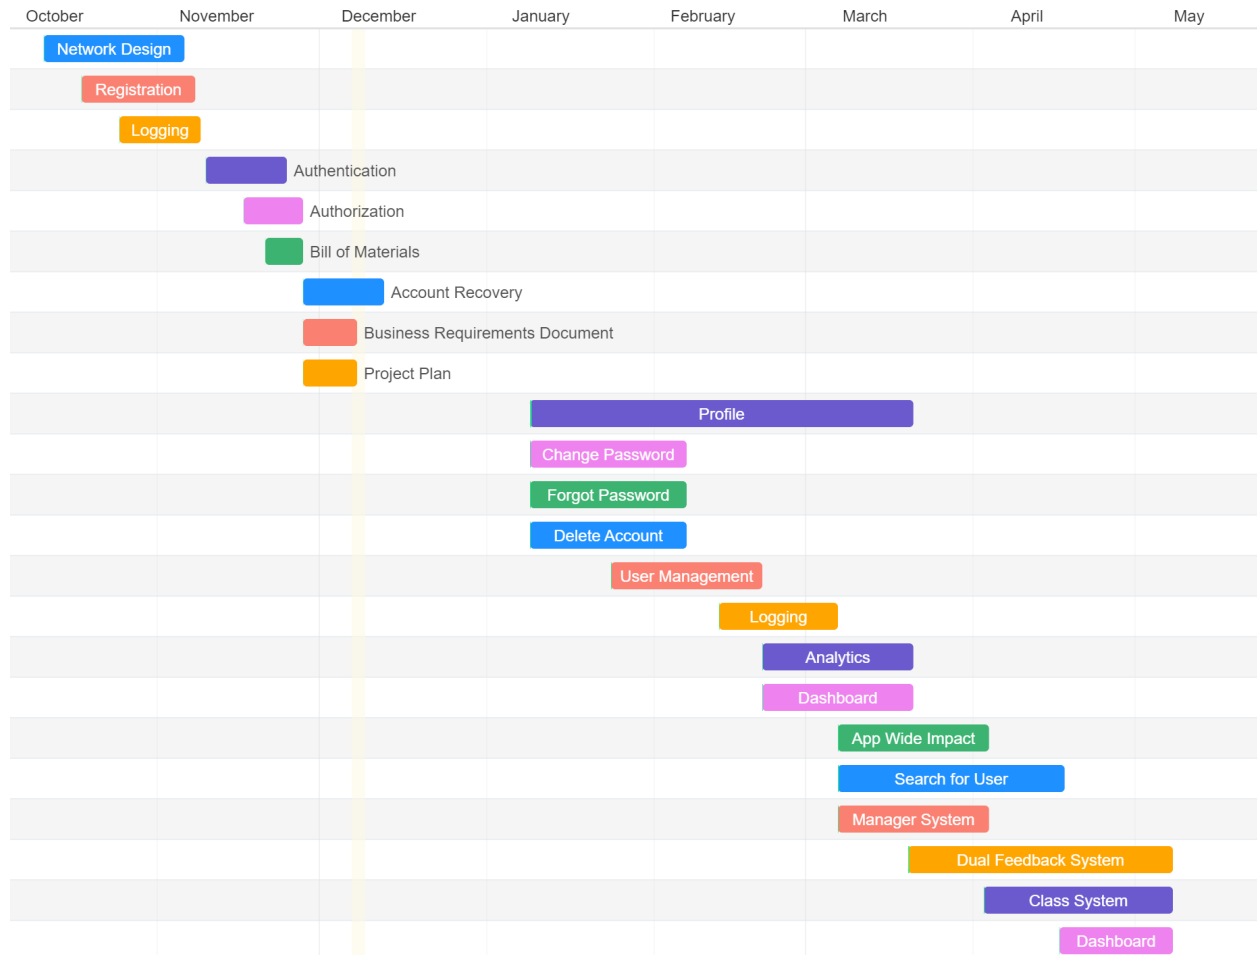 October November December January February March April May
Network Design
Registration
Logging
Authentication
Authorization
Bill of Materials
Account Recovery
Business Requirements Document
Project Plan
Profile
Change Password
Forgot Password
Delete Account
User Management
Logging
Analytics
Dashboard
App Wide Impact
Search for User
Manager System
Dual Feedback System
Class System
Dashboard